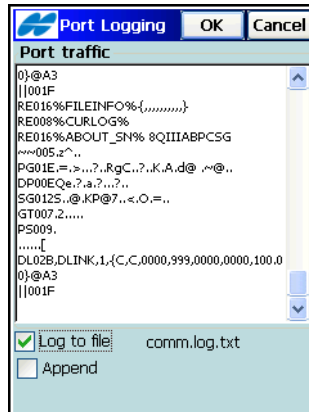 Port Logging OK Cancel
Port traffic
0}@A3
||001F
RE016%FILEINFO%{,,,,,,,,,,}
RE008%CURLOG%
RE016%ABOUT_SN% 8QIIIABPCSG
~~005.z^..
PG01E.=.>...?..RgC..?..K.A.d@ .~@..
DP00EQe.?.a.?...?..
SG012S..@.KP@7..<.O.=..
GT007.2.....
PS009.
......[
DL02B,DLINK,1,{C,C,0000,999,0000,0000,100.0
0}@A3
||001F
Log to file comm.log.txt
Append